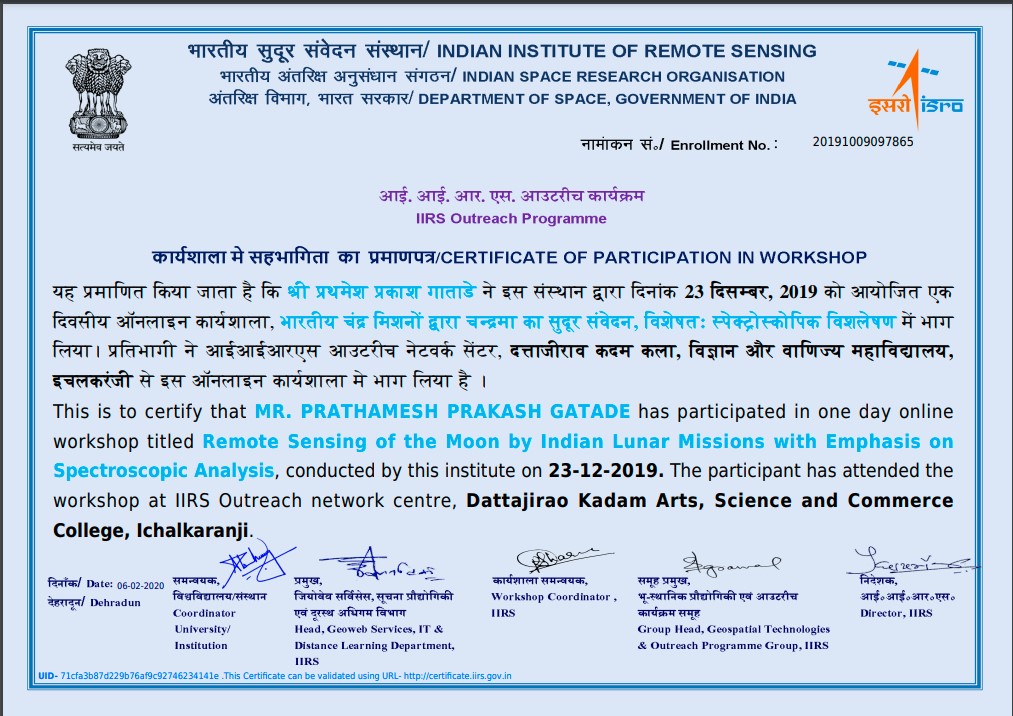 भारतीय सुदूर संवेदन संस्थान/ INDIAN INSTITUTE OF REMOTE SENSING
भारतीय अंतरिक्ष अनुसंधान संगठन/ INDIAN SPACE RESEARCH ORGANISATION
अंतरिक्ष विभाग, भारत सरकार/ DEPARTMENT OF SPACE, GOVERNMENT OF INDIA
सत्यमेव जयते
इसरो isro
नामांकन सं॰/ Enrollment No. : 20191009097865
आई. आई. आर. एस. आउटरीच कार्यक्रम
IIRS Outreach Programme
कार्यशाला मे सहभागिता का प्रमाणपत्र/CERTIFICATE OF PARTICIPATION IN WORKSHOP
यह प्रमाणित किया जाता है कि श्री प्रथमेश प्रकाश गाताडे ने इस संस्थान द्वारा दिनांक 23 दिसम्बर, 2019 को आयोजित एक
दिवसीय ऑनलाइन कार्यशाला, भारतीय चंद्र मिशनों द्वारा चन्द्रमा का सुदूर संवेदन, विशेषतः स्पेक्ट्रोस्कोपिक विश्लेषण में भाग
लिया। प्रतिभागी ने आईआईआरएस आउटरीच नेटवर्क सेंटर, दत्ताजीराव कदम कला, विज्ञान और वाणिज्य महाविद्यालय,
इचलकरंजी से इस ऑनलाइन कार्यशाला मे भाग लिया है ।
This is to certify that MR. PRATHAMESH PRAKASH GATADE has participated in one day online
workshop titled Remote Sensing of the Moon by Indian Lunar Missions with Emphasis on
Spectroscopic Analysis, conducted by this institute on 23-12-2019. The participant has attended the
workshop at IIRS Outreach network centre, Dattajirao Kadam Arts, Science and Commerce
College, Ichalkaranji.
दिनाँक/ Date: 06-02-2020
देहरादून/ Dehradun
समन्वयक,
विश्वविद्यालय/संस्थान
Coordinator
University/
Institution
प्रमुख,
जियोवेब सर्विसेस, सूचना प्रौद्योगिकी
एवं दूरस्थ अधिगम विभाग
Head, Geoweb Services, IT &
Distance Learning Department,
IIRS
कार्यशाला समन्वयक,
Workshop Coordinator ,
IIRS
समूह प्रमुख,
भू-स्थानिक प्रौद्योगिकी एवं आउटरीच
कार्यक्रम समूह
Group Head, Geospatial Technologies
& Outreach Programme Group, IIRS
निदेशक,
आई॰आई॰आर॰एस॰
Director, IIRS
UID- 71cfa3b87d229b76af9c92746234141e .This Certificate can be validated using URL- http://certificate.iirs.gov.in